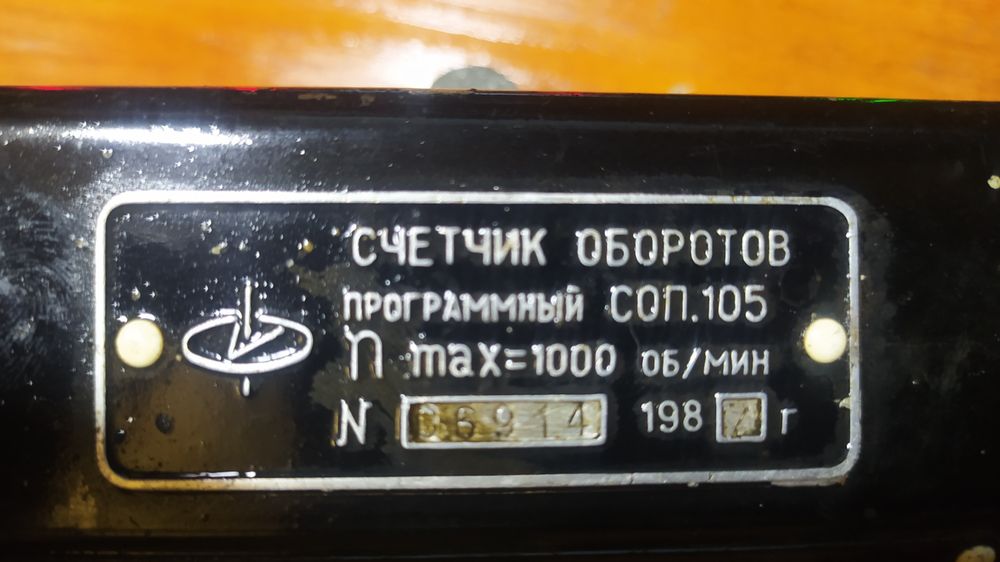 СЧЕТЧИК ОБОРОТОВ
ПРОГРАММНЫЙ СОП.105
n max=1000 ОБ/МИН
N 06914 198 г